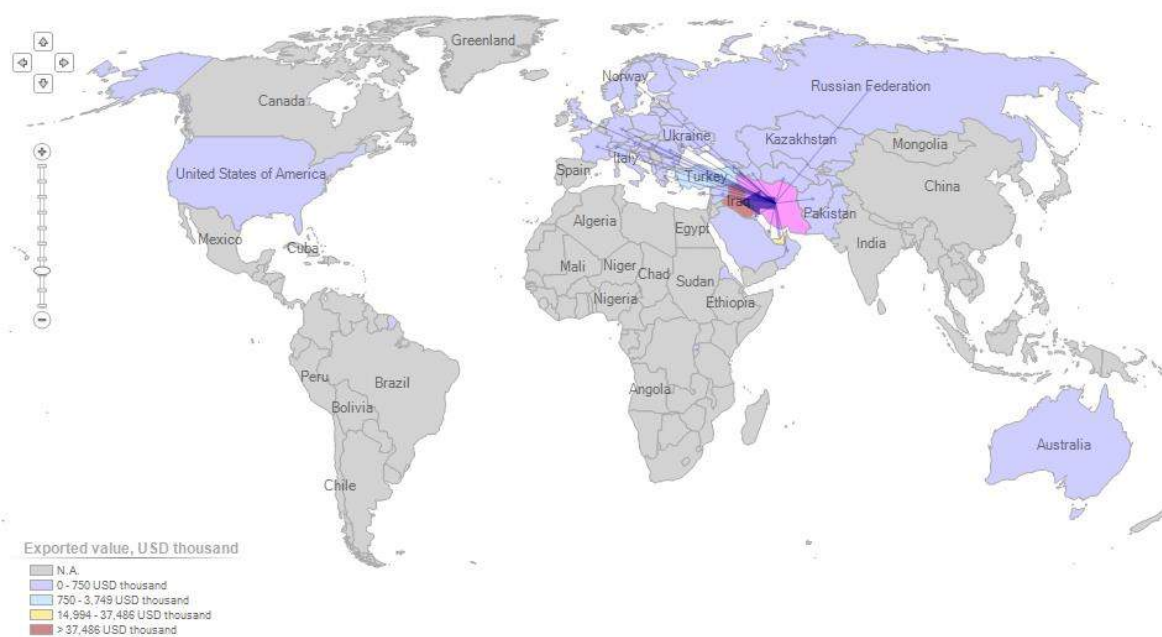 Greenland
Norway
Russian Federation
Canada
Ukraine
Kazakhstan
Mongolia
Italy
Spain
Turkey
United States of America
China
Iraq
Pakistan
Algeria
Egypt
Mexico
Cuba
India
Mali
Niger
Chad
Sudan
Nigeria
Ethiopia
Peru
Brazil
Angola
Bolivia
Australia
Chile
Exported value, USD thousand
N.A.
0 - 750 USD thousand
750 - 3,749 USD thousand
14,994 - 37,486 USD thousand
> 37,486 USD thousand